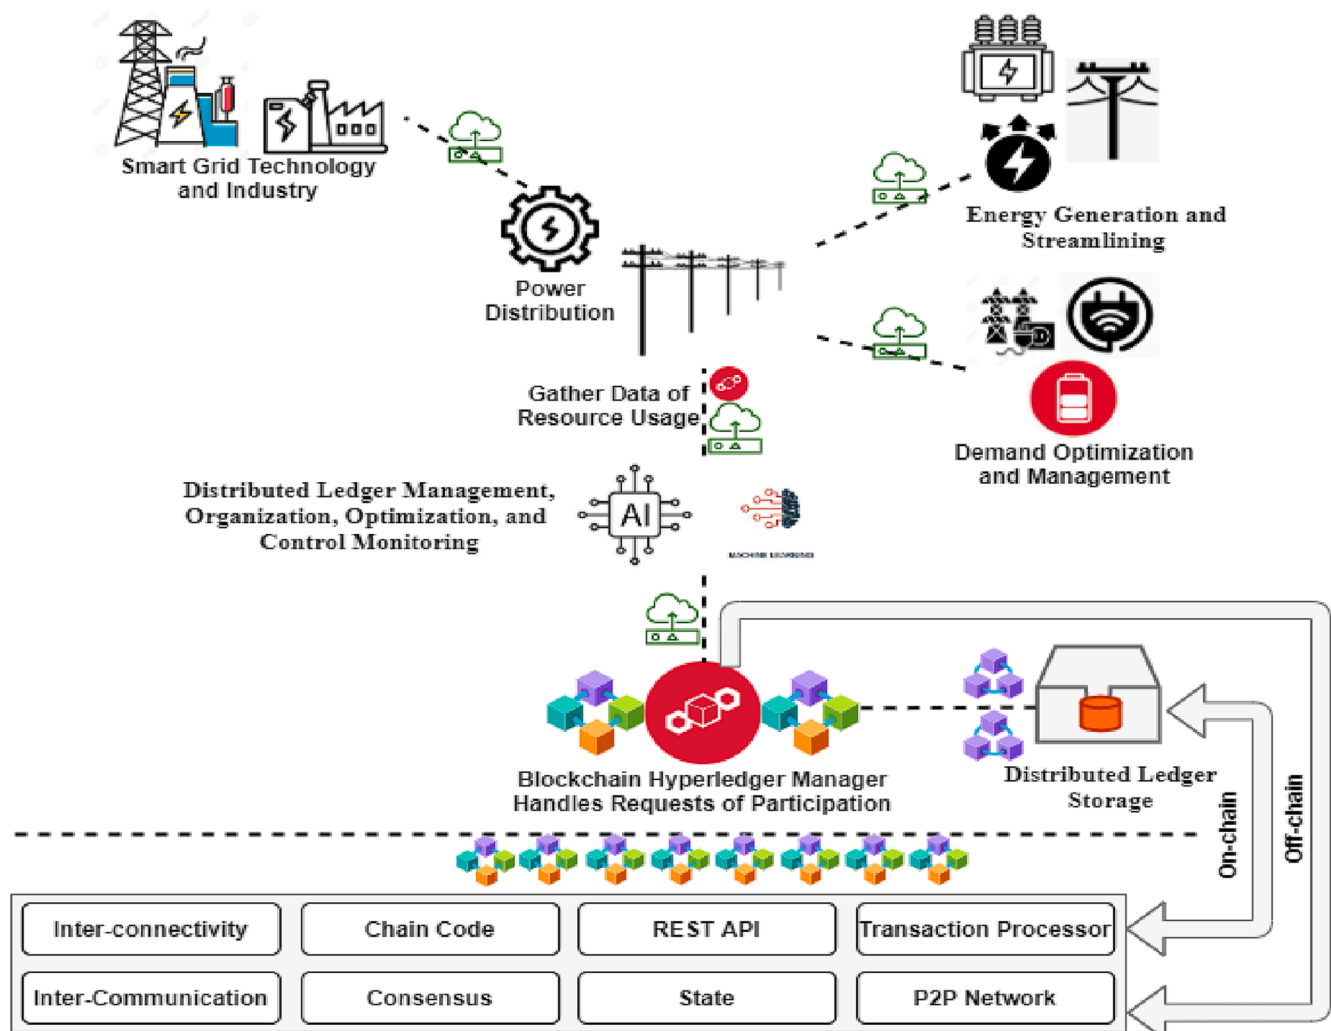 Smart Grid Technology
and Industry
Power
Distribution
Energy Generation and
Streamlining
Demand Optimization
and Management
Gather Data of
Resource Usage
Distributed Ledger Management,
Organization, Optimization, and
Control Monitoring
AI
MACHINE LEARNING
Blockchain Hyperledger Manager
Handles Requests of Participation
Distributed Ledger
Storage
On-chain
Off-chain
Inter-connectivity
Chain Code
REST API
Transaction Processor
Inter-Communication
Consensus
State
P2P Network